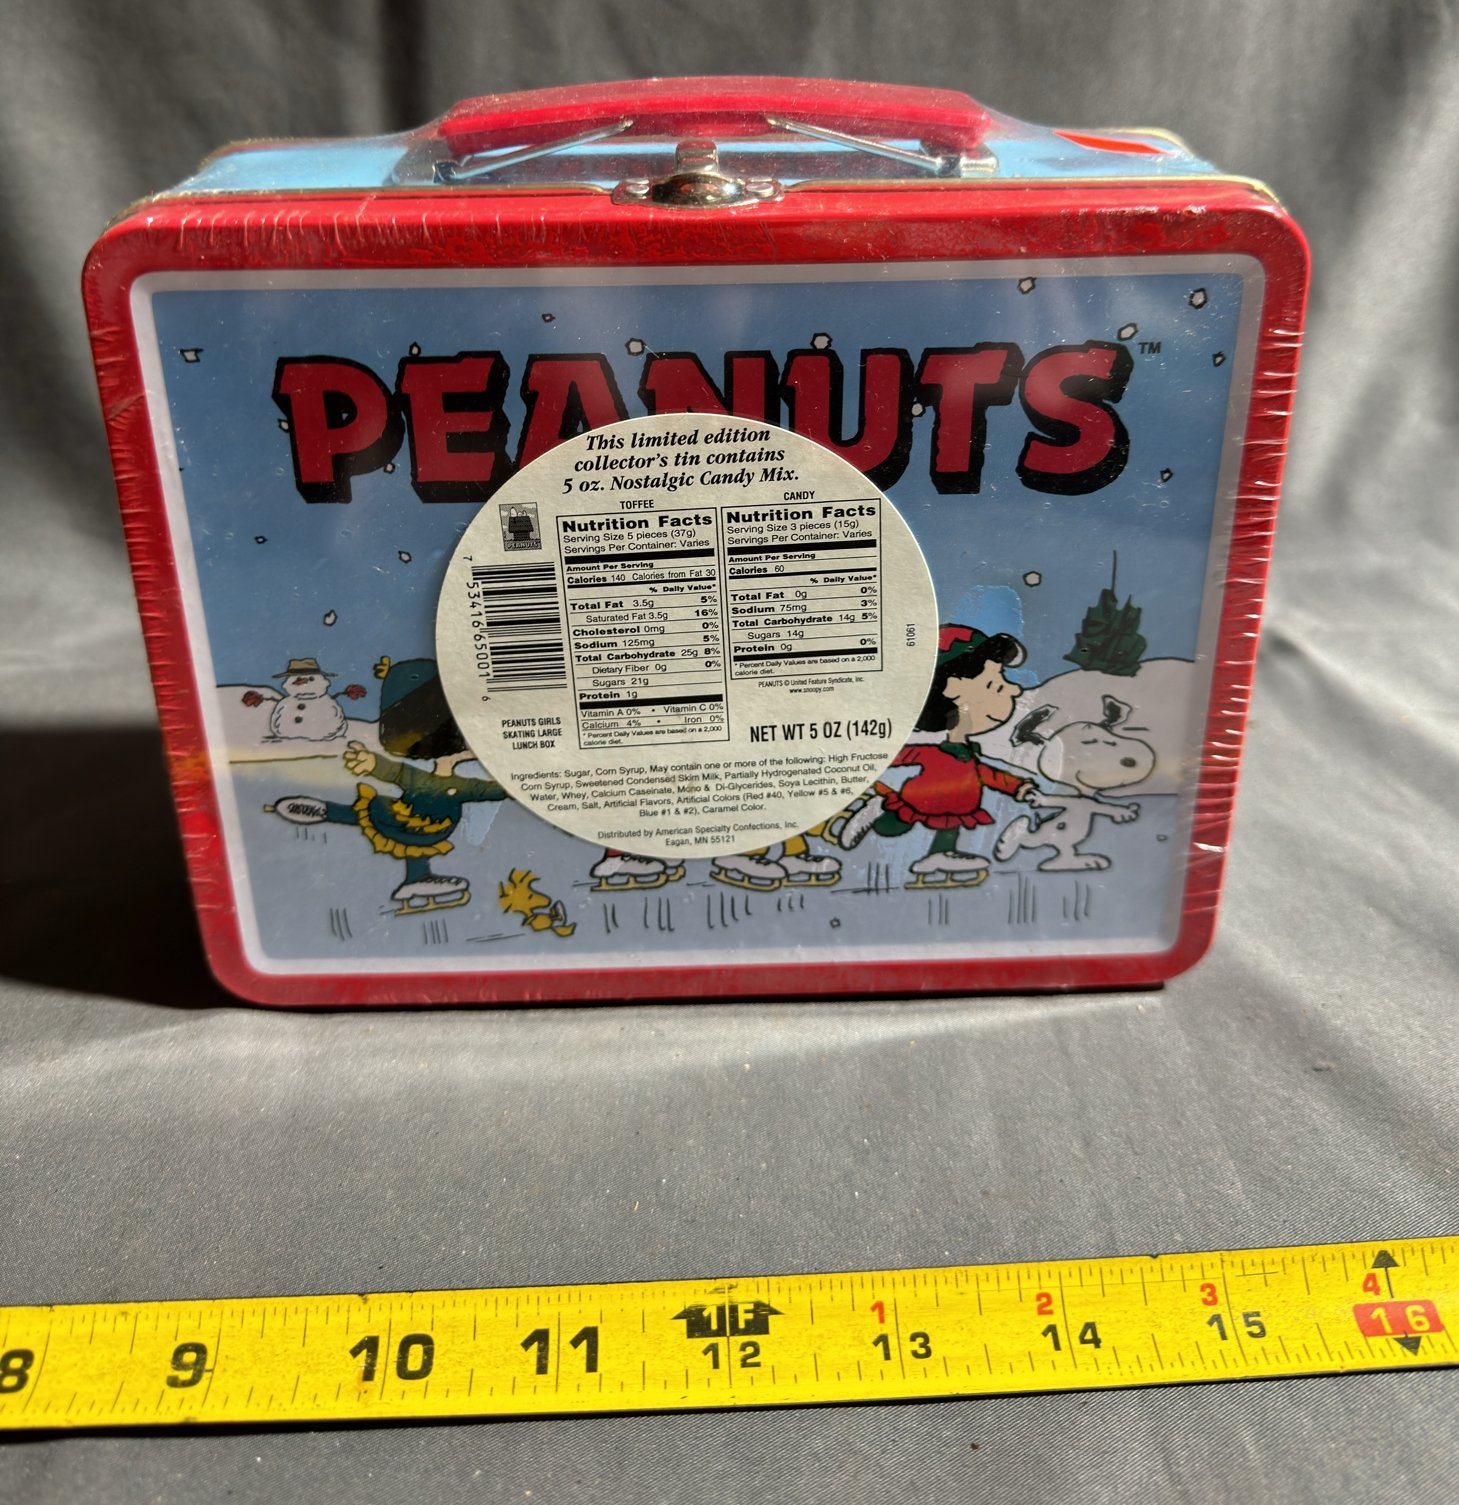 PEANUTS™
This limited edition
collector's tin contains
5 oz. Nostalgic Candy Mix.
PEANUTS
7 53416 65001 6
PEANUTS GIRLS
SKATING LARGE
LUNCH BOX
TOFFEE
Nutrition Facts
Serving Size 5 pieces (37g)
Servings Per Container: Varies
Amount Per Serving
Calories 140 Calories from Fat 30
% Daily Value*
Total Fat 3.5g 5%
Saturated Fat 3.5g 16%
Cholesterol 0mg 0%
Sodium 125mg 5%
Total Carbohydrate 25g 8%
Dietary Fiber 0g 0%
Sugars 21g
Protein 1g
Vitamin A 0% • Vitamin C 0%
Calcium 4% • Iron 0%
* Percent Daily Values are based on a 2,000
calorie diet.
CANDY
Nutrition Facts
Serving Size 3 pieces (15g)
Servings Per Container: Varies
Amount Per Serving
Calories 60
% Daily Value*
Total Fat 0g 0%
Sodium 75mg 3%
Total Carbohydrate 14g 5%
Sugars 14g
Protein 0g 0%
* Percent Daily Values are based on a 2,000
calorie diet.
PEANUTS © United Feature Syndicate, Inc.
www.snoopy.com
61061
NET WT 5 OZ (142g)
Ingredients: Sugar, Corn Syrup, May contain one or more of the following: High Fructose
Corn Syrup, Sweetened Condensed Skim Milk, Partially Hydrogenated Coconut Oil,
Water, Whey, Calcium Caseinate, Mono & Di-Glycerides, Soya Lecithin, Butter,
Cream, Salt, Artificial Flavors, Artificial Colors (Red #40, Yellow #5 & #6,
Blue #1 & #2), Caramel Color.
Distributed by American Specialty Confections, Inc.
Eagan, MN 55121
1F 1 2 3 4
8 9 10 11 12 13 14 15 16